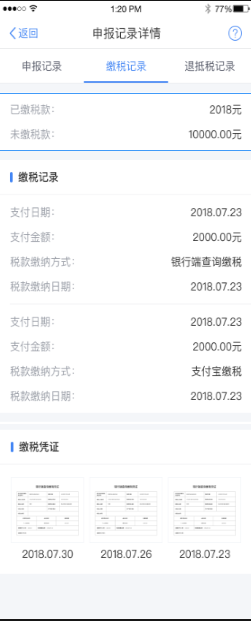 1:20 PM 77%
返回 申报记录详情 ?
申报记录 缴税记录 退抵税记录
已缴税款: 2018元
未缴税款: 10000.00元
缴税记录
支付日期: 2018.07.23
支付金额: 2000.00元
税款缴纳方式: 银行端查询缴税
税款缴纳日期: 2018.07.23
支付日期: 2018.07.23
支付金额: 2000.00元
税款缴纳方式: 支付宝缴税
税款缴纳日期: 2018.07.23
缴税凭证
2018.07.30 2018.07.26 2018.07.23